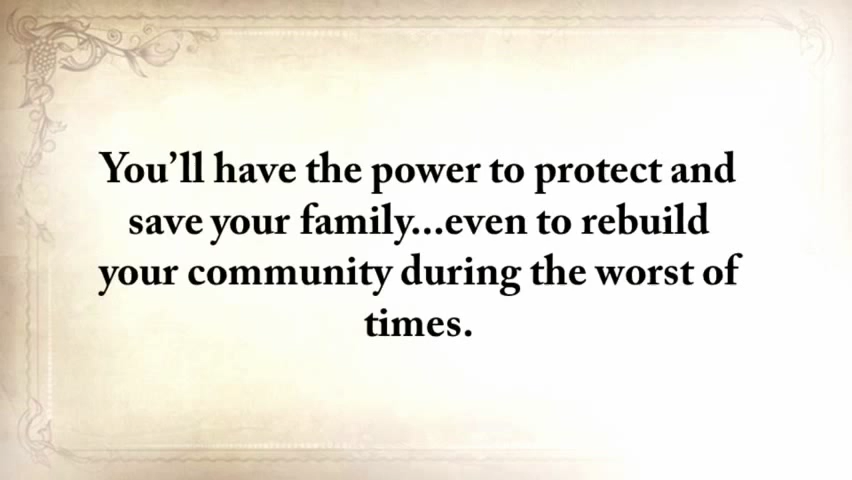 You’ll have the power to protect and
save your family...even to rebuild
your community during the worst of
times.